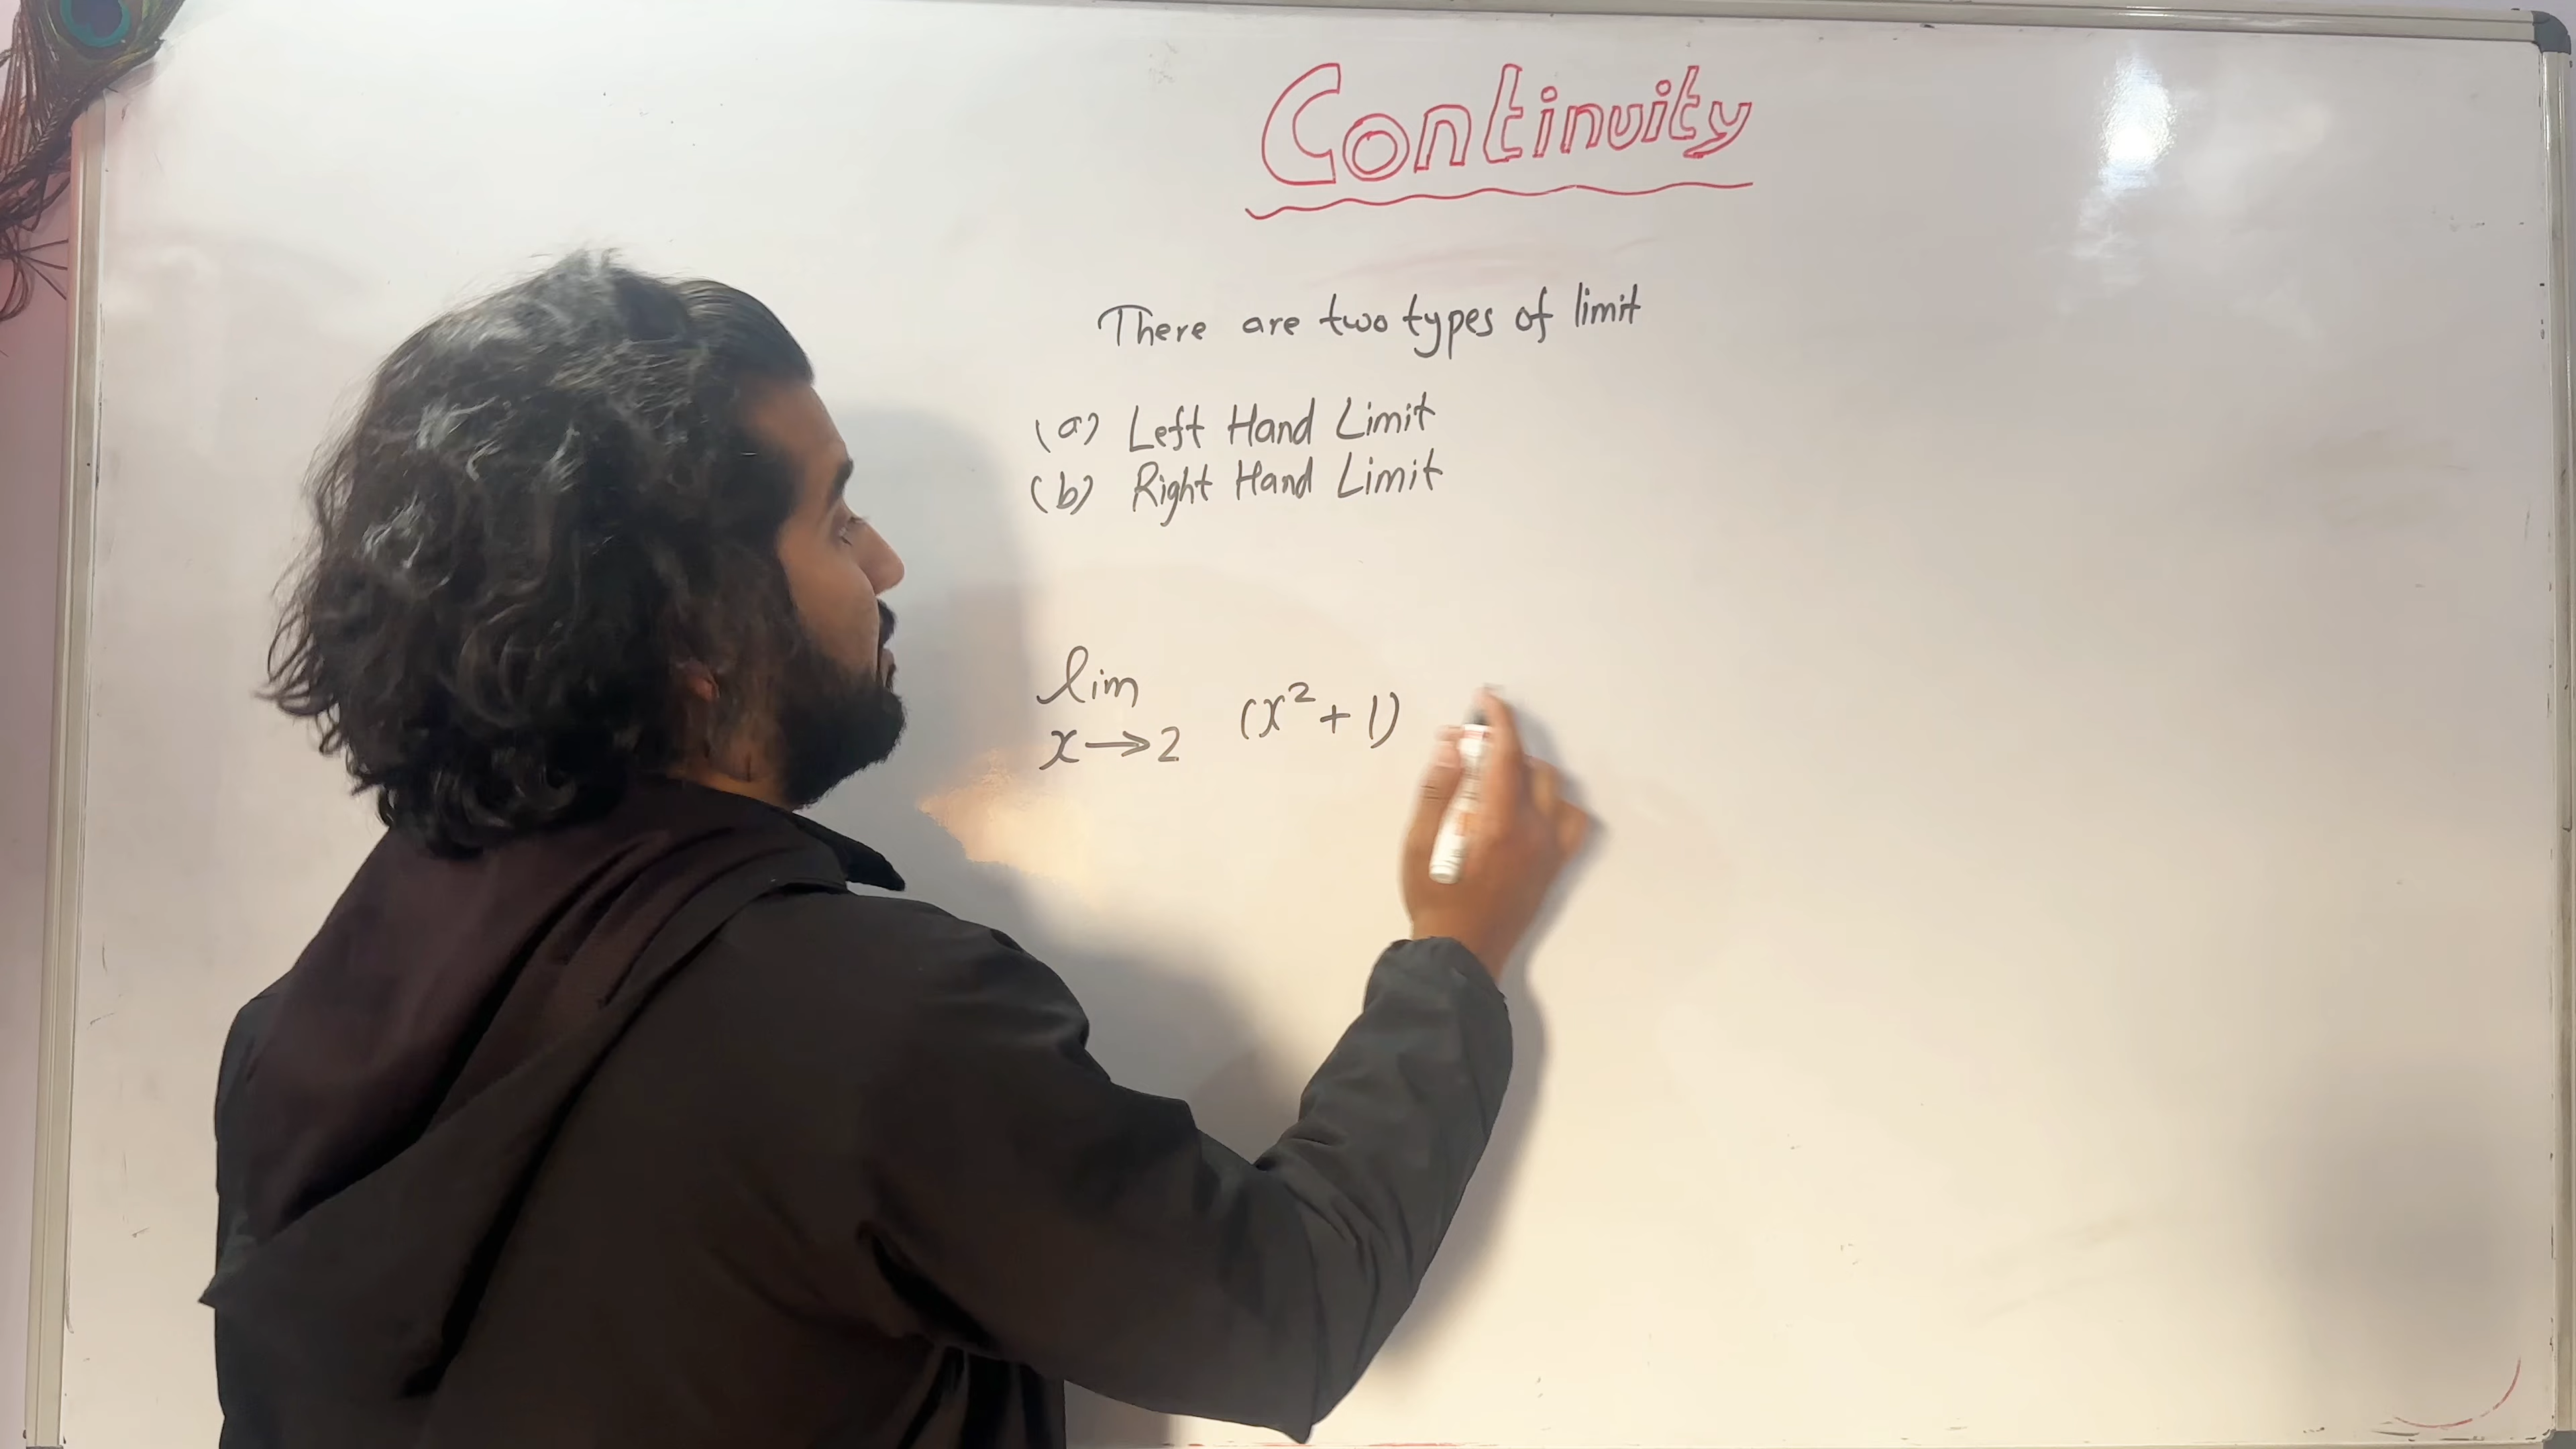 Continuity
There are two types of limit
(a) Left Hand Limit
(b) Right Hand Limit
lim (x²+1)
x→2